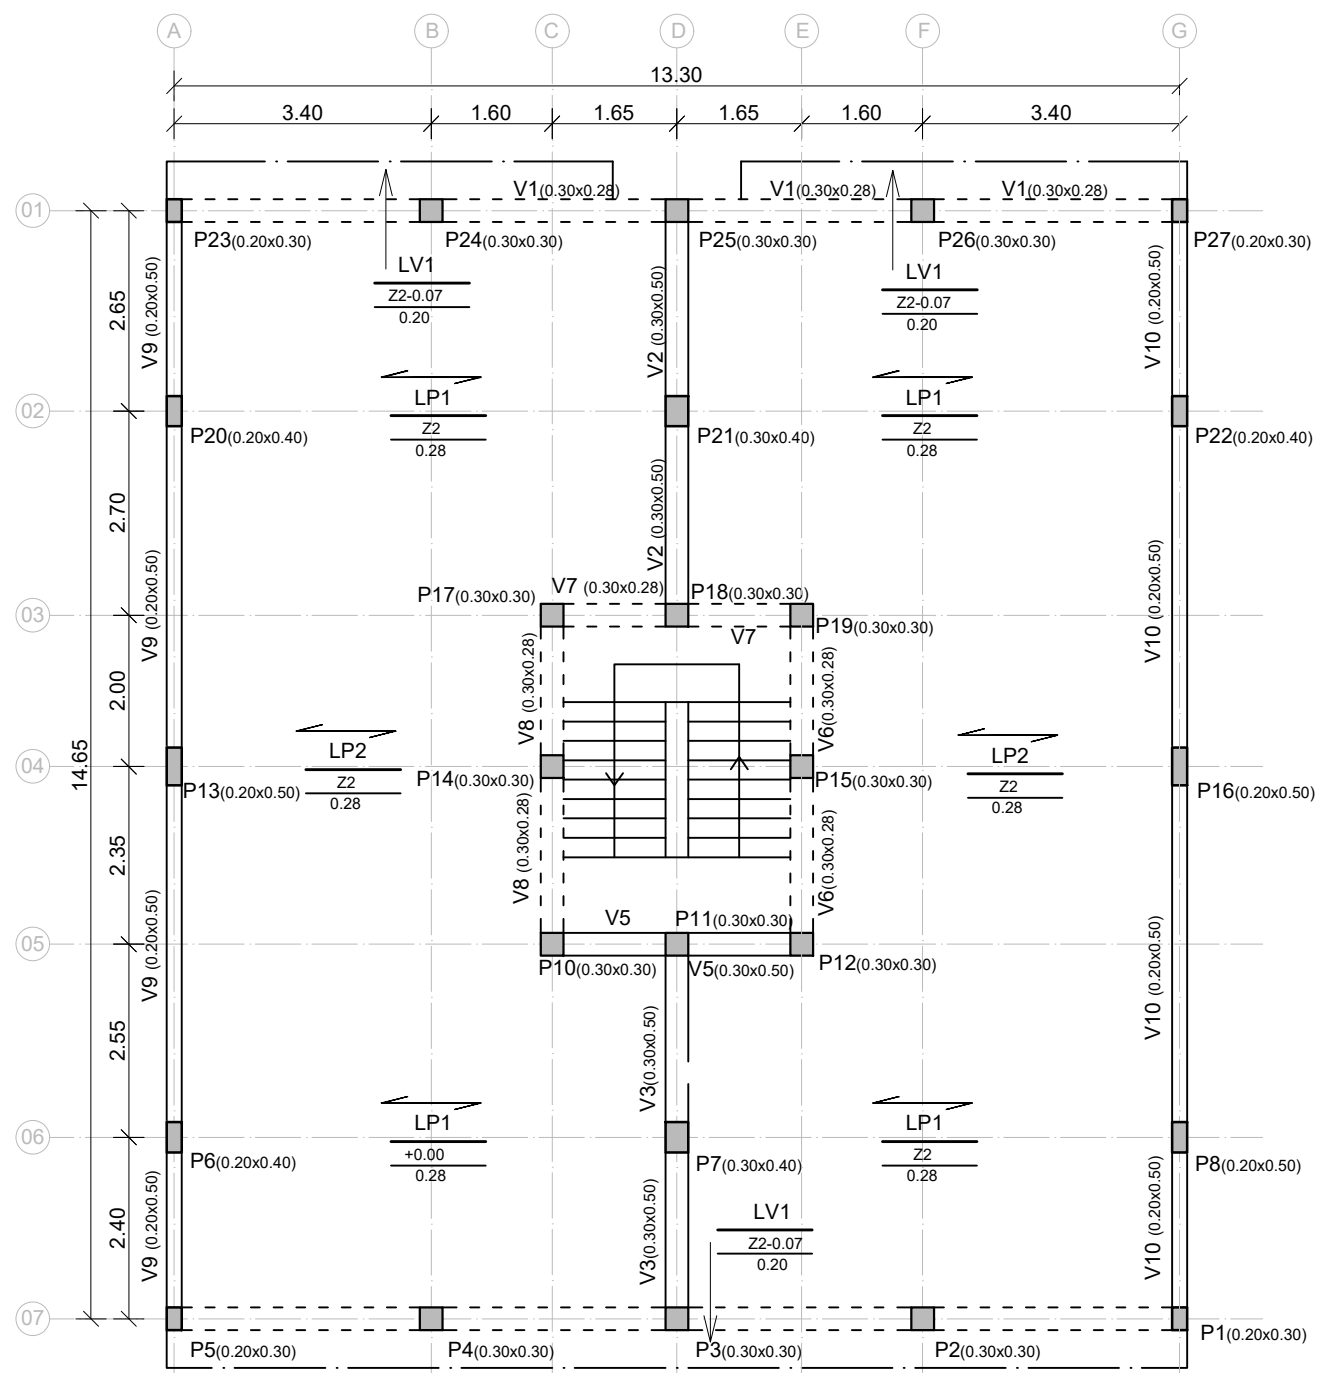 A B C D E F G
13.30
3.40 1.60 1.65 1.65 1.60 3.40
01
V1(0.30x0.28) V1(0.30x0.28) V1(0.30x0.28)
P23(0.20x0.30) P24(0.30x0.30) P25(0.30x0.30) P26(0.30x0.30) P27(0.20x0.30)
2.65
V9 (0.20x0.50)
LV1
Z2-0.07
0.20
V2 (0.30x0.50)
LV1
Z2-0.07
0.20
V10 (0.20x0.50)
02
LP1
Z2
0.28
LP1
Z2
0.28
P20(0.20x0.40) P21(0.30x0.40) P22(0.20x0.40)
2.70
V9 (0.20x0.50)
V2 (0.30x0.50)
V10 (0.20x0.50)
03
P17(0.30x0.30) V7 (0.30x0.28) P18(0.30x0.30)
P19(0.30x0.30)
V7
2.00
V8 (0.30x0.28)
V6(0.30x0.28)
14.65
04
LP2
Z2
0.28
LP2
Z2
0.28
P13(0.20x0.50) P14(0.30x0.30) P15(0.30x0.30) P16(0.20x0.50)
2.35
V8 (0.30x0.28)
V6(0.30x0.28)
V9 (0.20x0.50)
V10 (0.20x0.50)
05
V5 P11(0.30x0.30)
P10(0.30x0.30) V5(0.30x0.50) P12(0.30x0.30)
2.55
V3(0.30x0.50)
06
LP1
+0.00
0.28
LP1
Z2
0.28
P6(0.20x0.40) P7(0.30x0.40) P8(0.20x0.50)
2.40
V9 (0.20x0.50)
V3(0.30x0.50)
LV1
Z2-0.07
0.20
V10 (0.20x0.50)
07
P5(0.20x0.30) P4(0.30x0.30) P3(0.30x0.30) P2(0.30x0.30) P1(0.20x0.30)